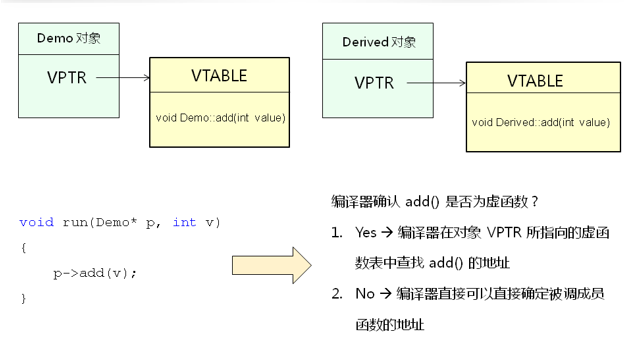 Demo 对象
VPTR
VTABLE
void Demo::add(int value)
Derived 对象
VPTR
VTABLE
void Derived::add(int value)
void run(Demo* p, int v)
{
p->add(v);
}
编译器确认 add() 是否为虚函数？
1. Yes → 编译器在对象 VPTR 所指向的虚函
数表中查找 add() 的地址
2. No → 编译器直接可以直接确定被调成员
函数的地址